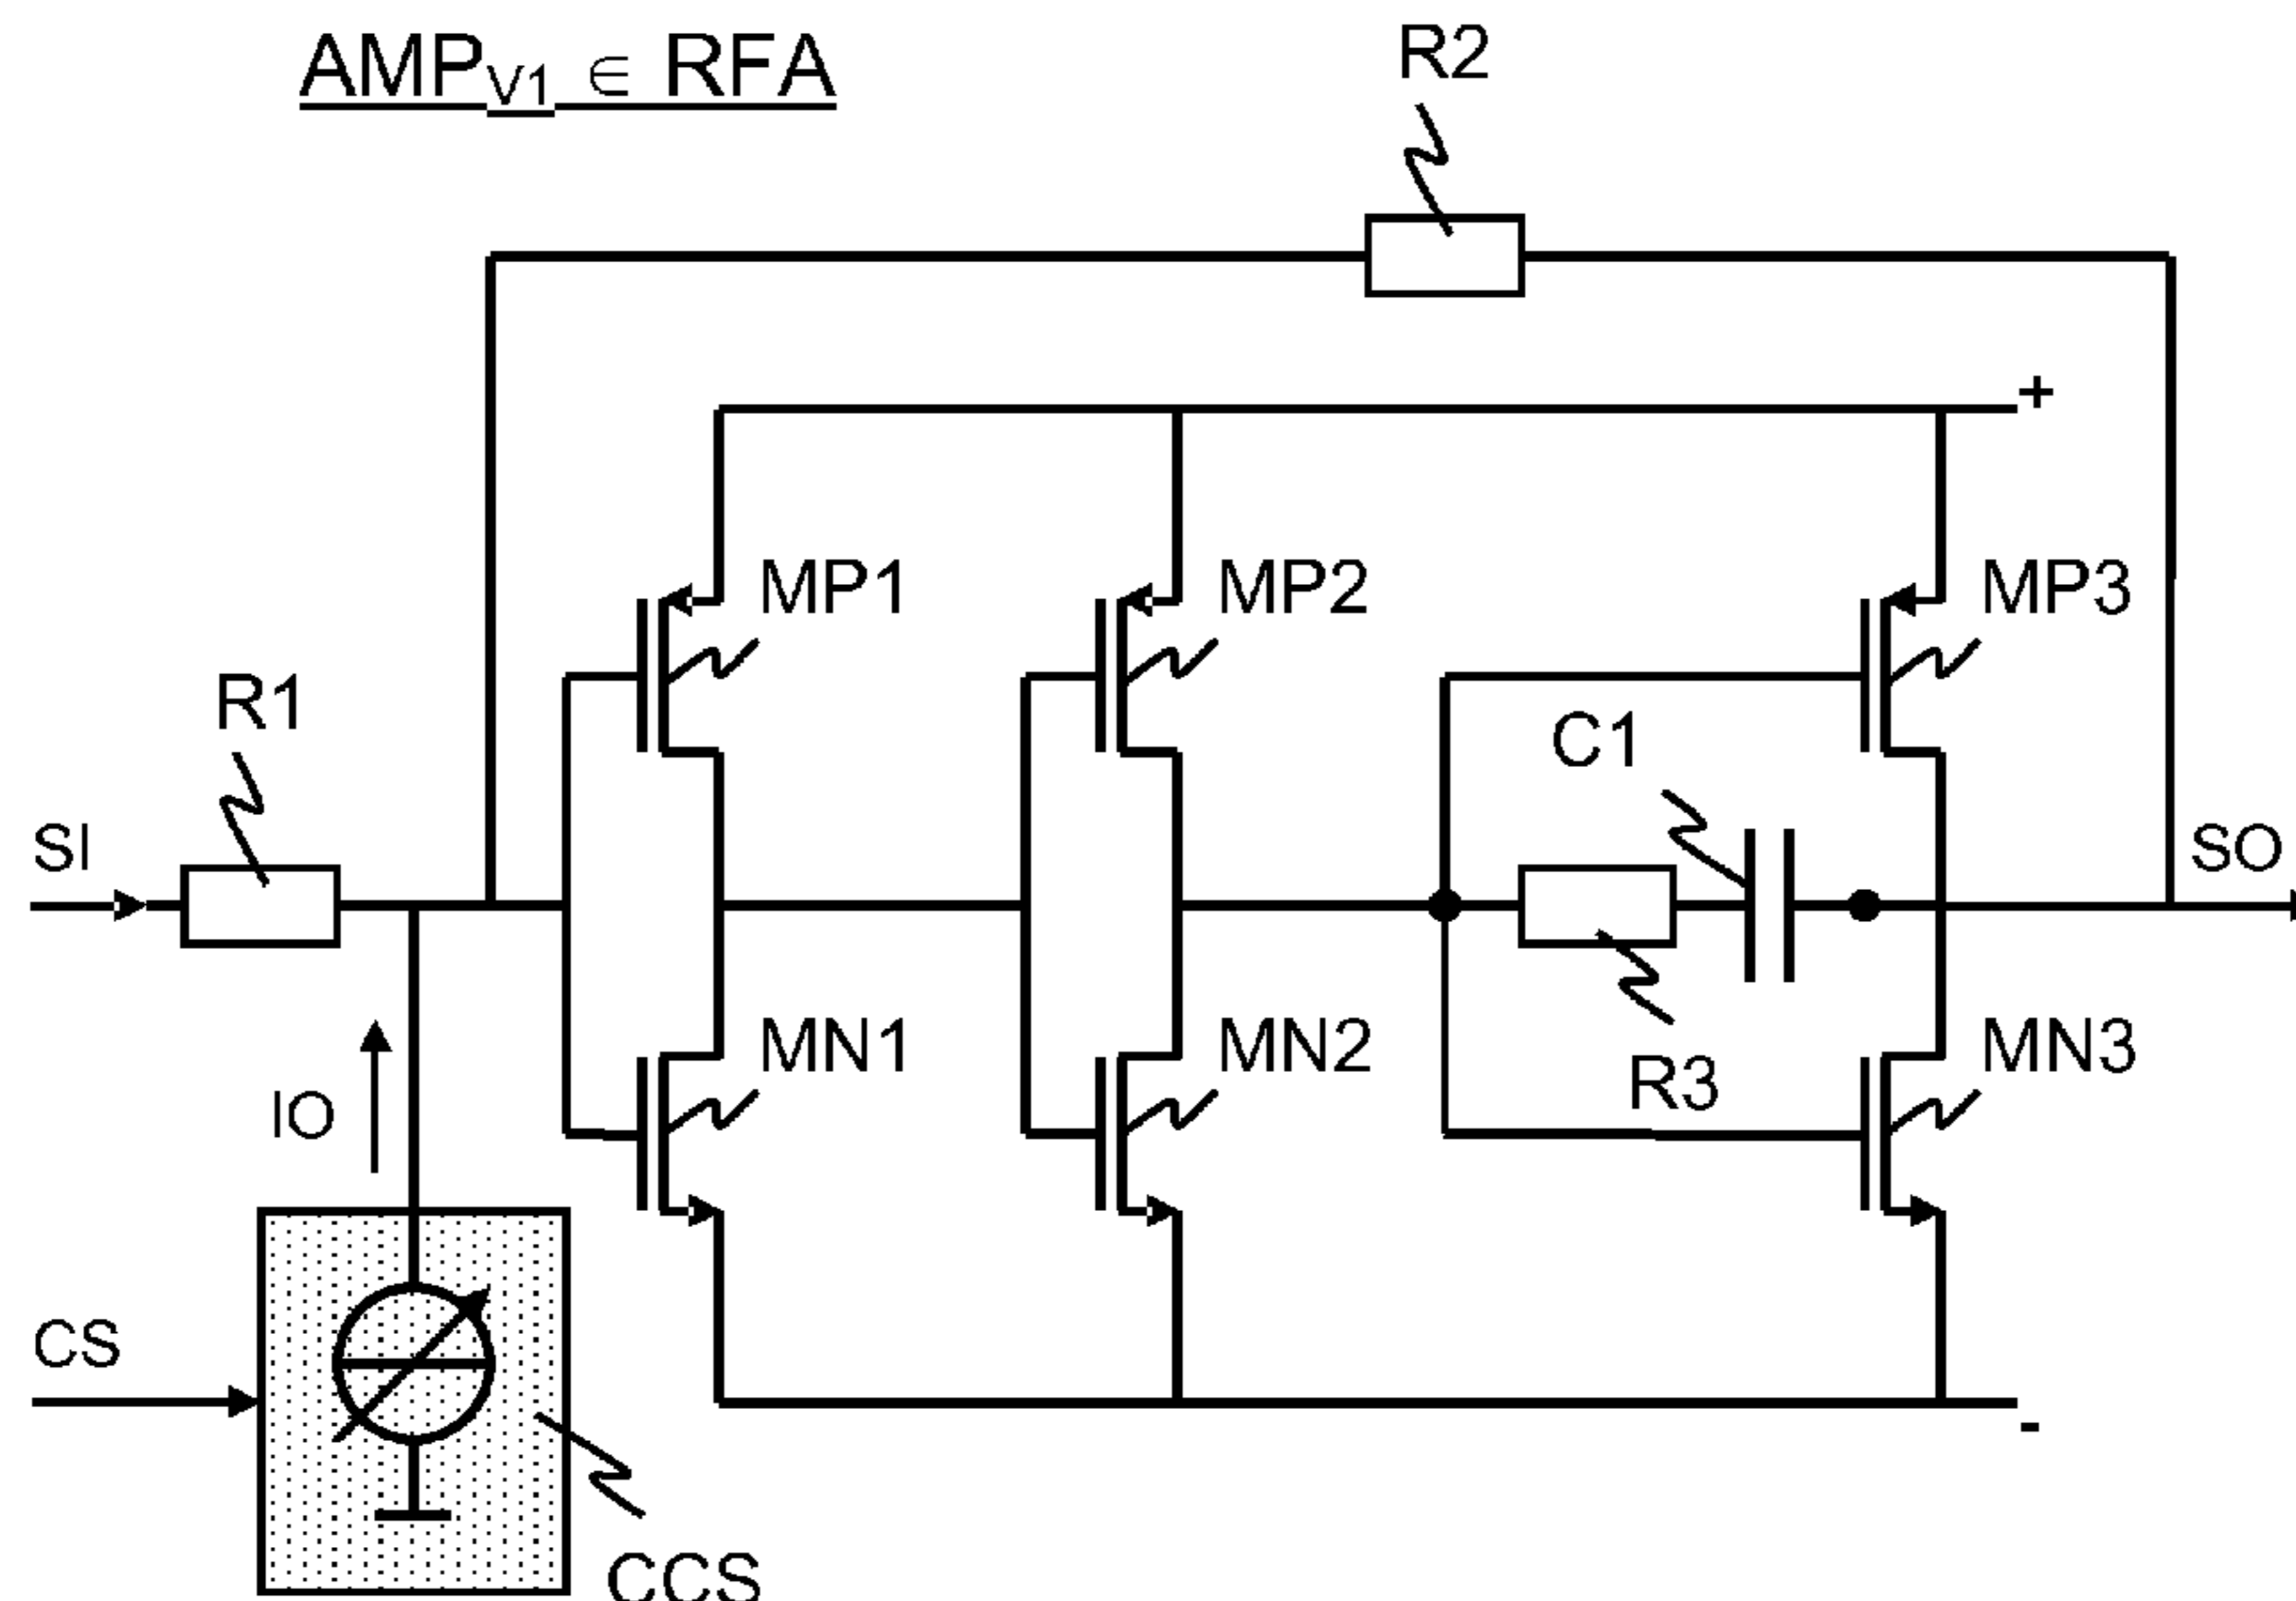 AMPV1 ∈ RFA
R2
+
MP1
MP2
MP3
R1
C1
SI
SO
MN1
MN2
MN3
R3
IO
CS
-
CCS